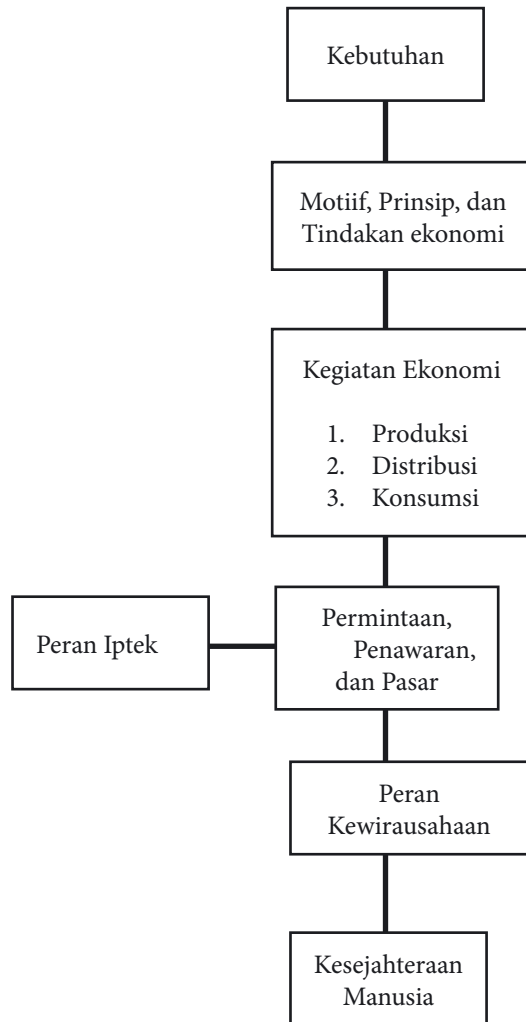 Kebutuhan
Motiif, Prinsip, dan
Tindakan ekonomi
Kegiatan Ekonomi
1. Produksi
2. Distribusi
3. Konsumsi
Peran Iptek
Permintaan,
Penawaran,
dan Pasar
Peran
Kewirausahaan
Kesejahteraan
Manusia